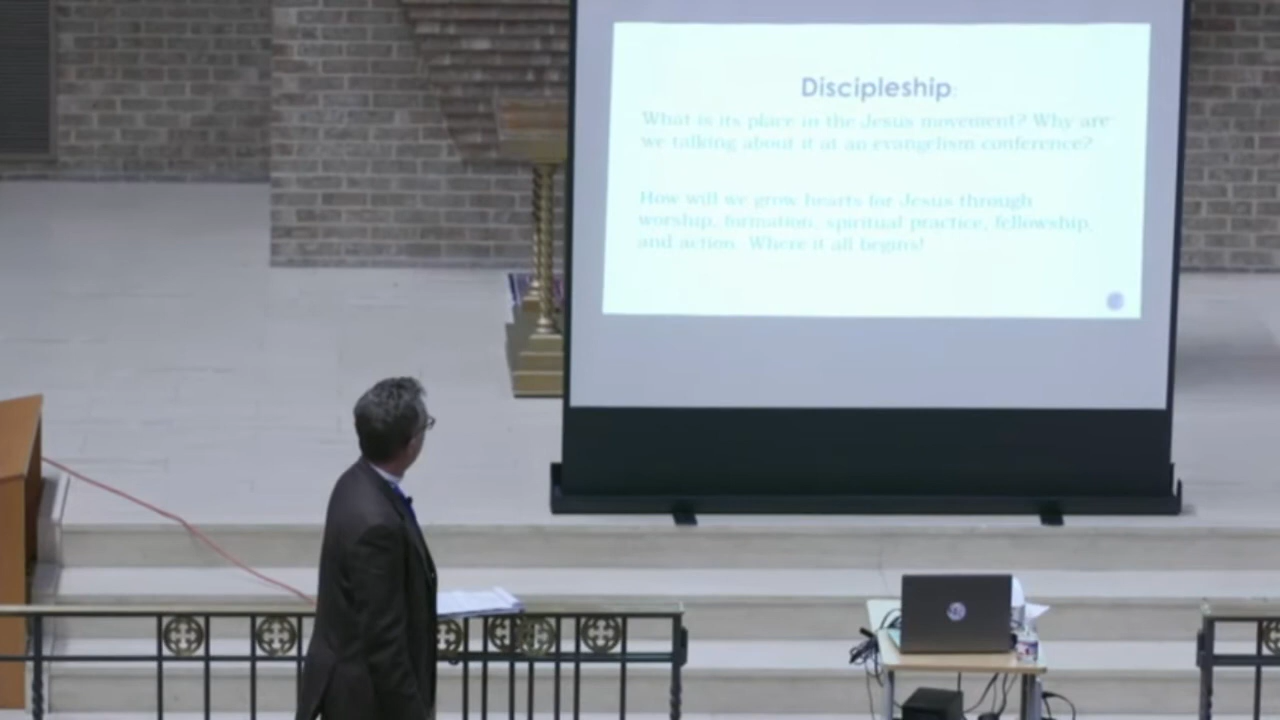 Discipleship:
What is its place in the Jesus movement? Why are
we talking about it at an evangelism conference?
How will we grow hearts for Jesus through
worship, formation, spiritual practice, fellowship,
and action. Where it all begins!